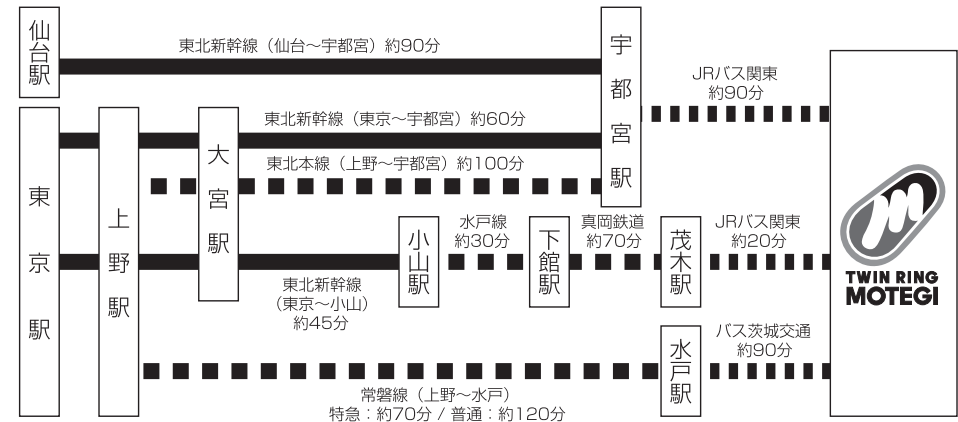 仙台駅
東北新幹線（仙台～宇都宮）約90分
宇都宮駅
JRバス関東
約90分
東京駅
上野駅
大宮駅
東北新幹線（東京～宇都宮）約60分
東北本線（上野～宇都宮）約100分
東北新幹線
（東京～小山）
約45分
小山駅
水戸線
約30分
下館駅
真岡鉄道
約70分
茂木駅
JRバス関東
約20分
常磐線（上野～水戸）
特急：約70分 / 普通：約120分
水戸駅
バス茨城交通
約90分
TWIN RING
MOTEGI